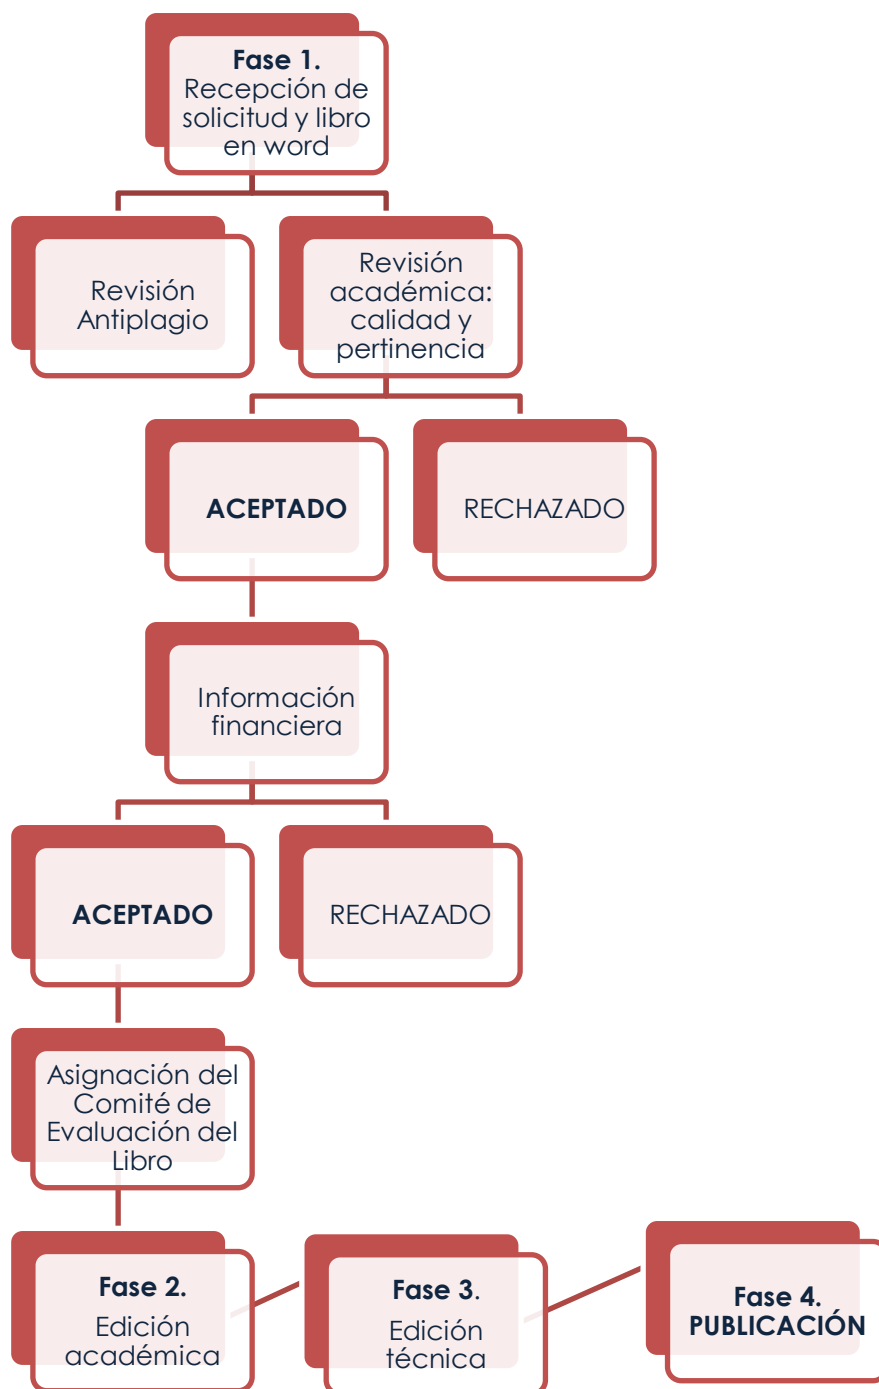 Fase 1.
Recepción de
solicitud y libro
en word
Revisión
Antiplagio
Revisión
académica:
calidad y
pertinencia
ACEPTADO
RECHAZADO
Información
financiera
ACEPTADO
RECHAZADO
Asignación del
Comité de
Evaluación del
Libro
Fase 2.
Edición
académica
Fase 3.
Edición
técnica
Fase 4.
PUBLICACIÓN